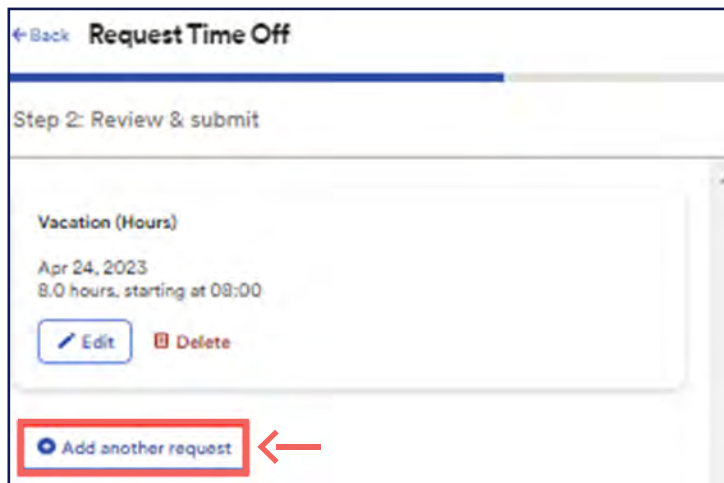 Back Request Time Off
Step 2: Review & submit
Vacation (Hours)
Apr 24, 2023
8.0 hours, starting at 08:00
Edit Delete
Add another request